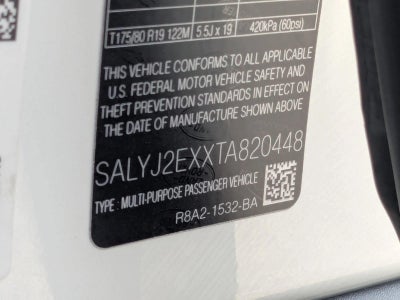 T175/80 R19 122M 5.5J x 19 420kPa (60psi)
THIS VEHICLE CONFORMS TO ALL APPLICABLE
U.S. FEDERAL MOTOR VEHICLE SAFETY AND
THEFT PREVENTION STANDARDS IN EFFECT ON
THE DATE OF MANUFACTURE SHOWN ABOVE
SALYJ2EXXTA820448
TYPE : MULTI-PURPOSE PASSENGER VEHICLE
R8A2-1532-BA